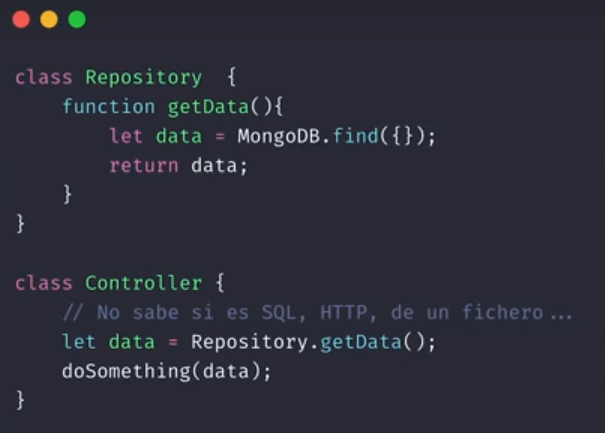 class Repository  {
    function getData(){
        let data = MongoDB.find({});
        return data;
    }
}

class Controller {
    // No sabe si es SQL, HTTP, de un fichero...
    let data = Repository.getData();
    doSomething(data);
}